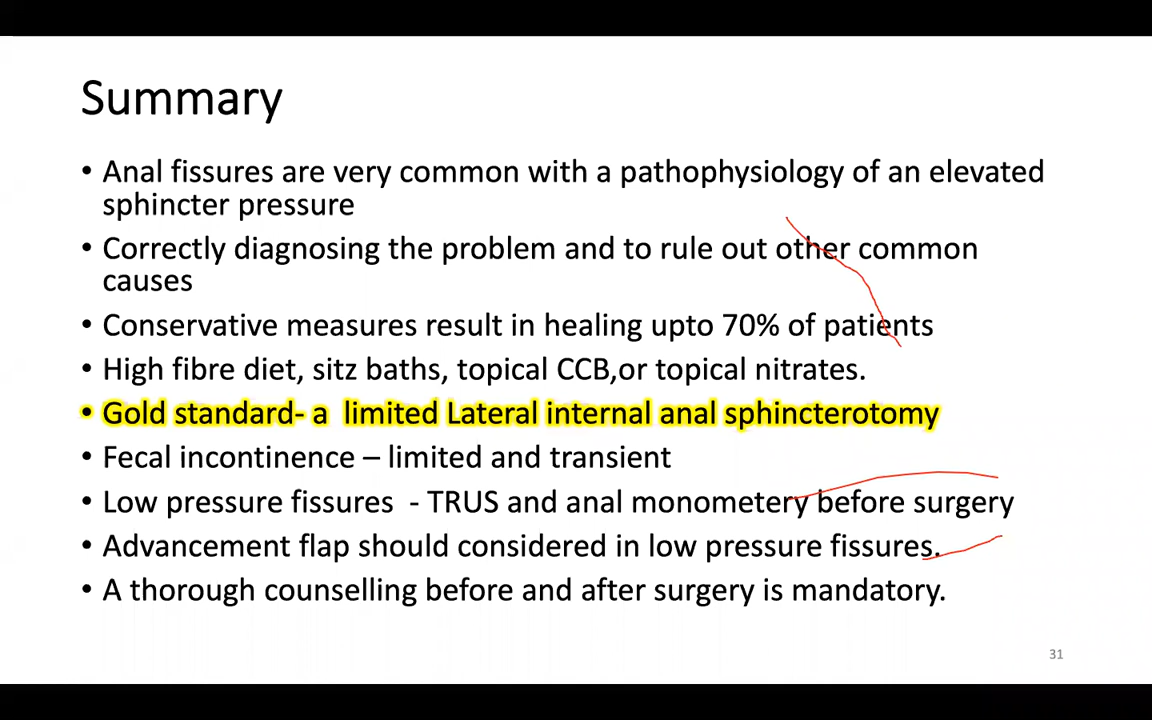 Summary
• Anal fissures are very common with a pathophysiology of an elevated
sphincter pressure
• Correctly diagnosing the problem and to rule out other common
causes
• Conservative measures result in healing upto 70% of patients
• High fibre diet, sitz baths, topical CCB,or topical nitrates.
• Gold standard- a limited Lateral internal anal sphincterotomy
• Fecal incontinence – limited and transient
• Low pressure fissures - TRUS and anal monometery before surgery
• Advancement flap should considered in low pressure fissures.
• A thorough counselling before and after surgery is mandatory.
31